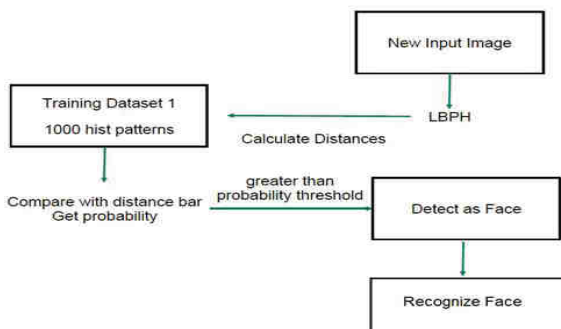 New Input Image
LBPH
Calculate Distances
Training Dataset 1
1000 hist patterns
Compare with distance bar
Get probability
greater than
probability threshold
Detect as Face
Recognize Face